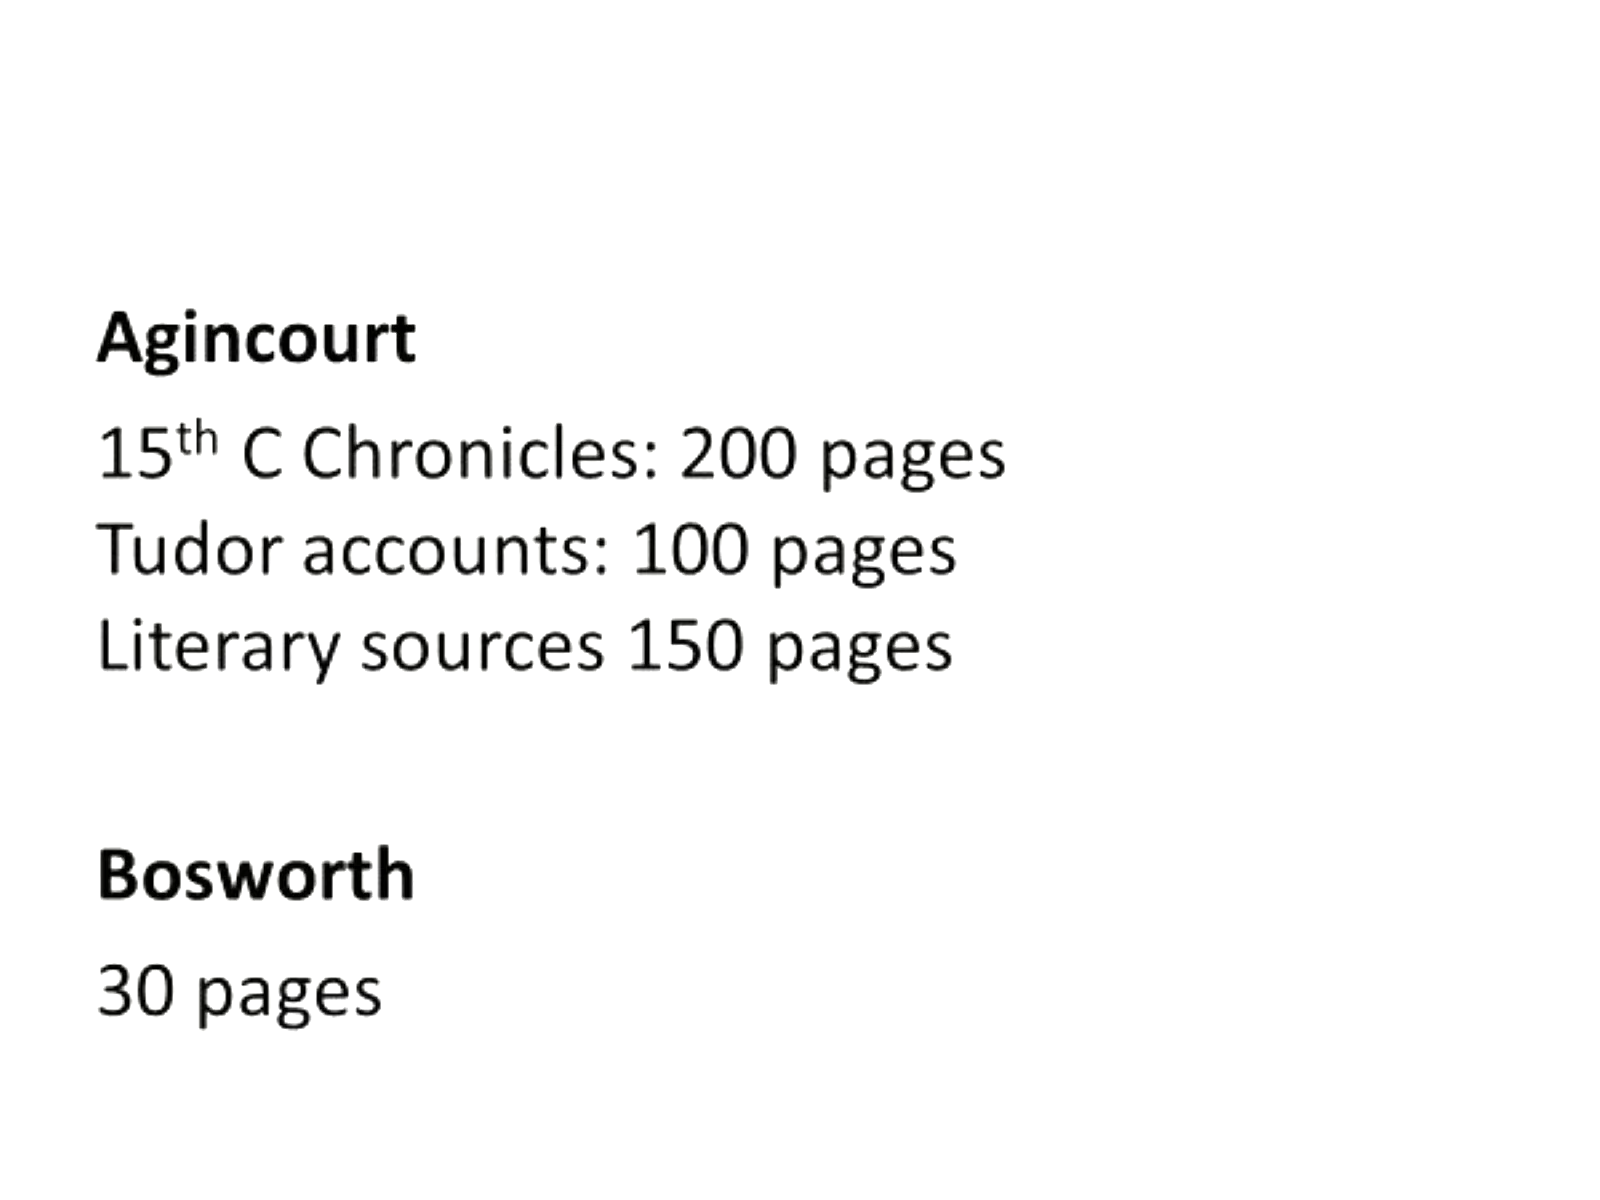 Agincourt
15th C Chronicles: 200 pages
Tudor accounts: 100 pages
Literary sources 150 pages
Bosworth
30 pages